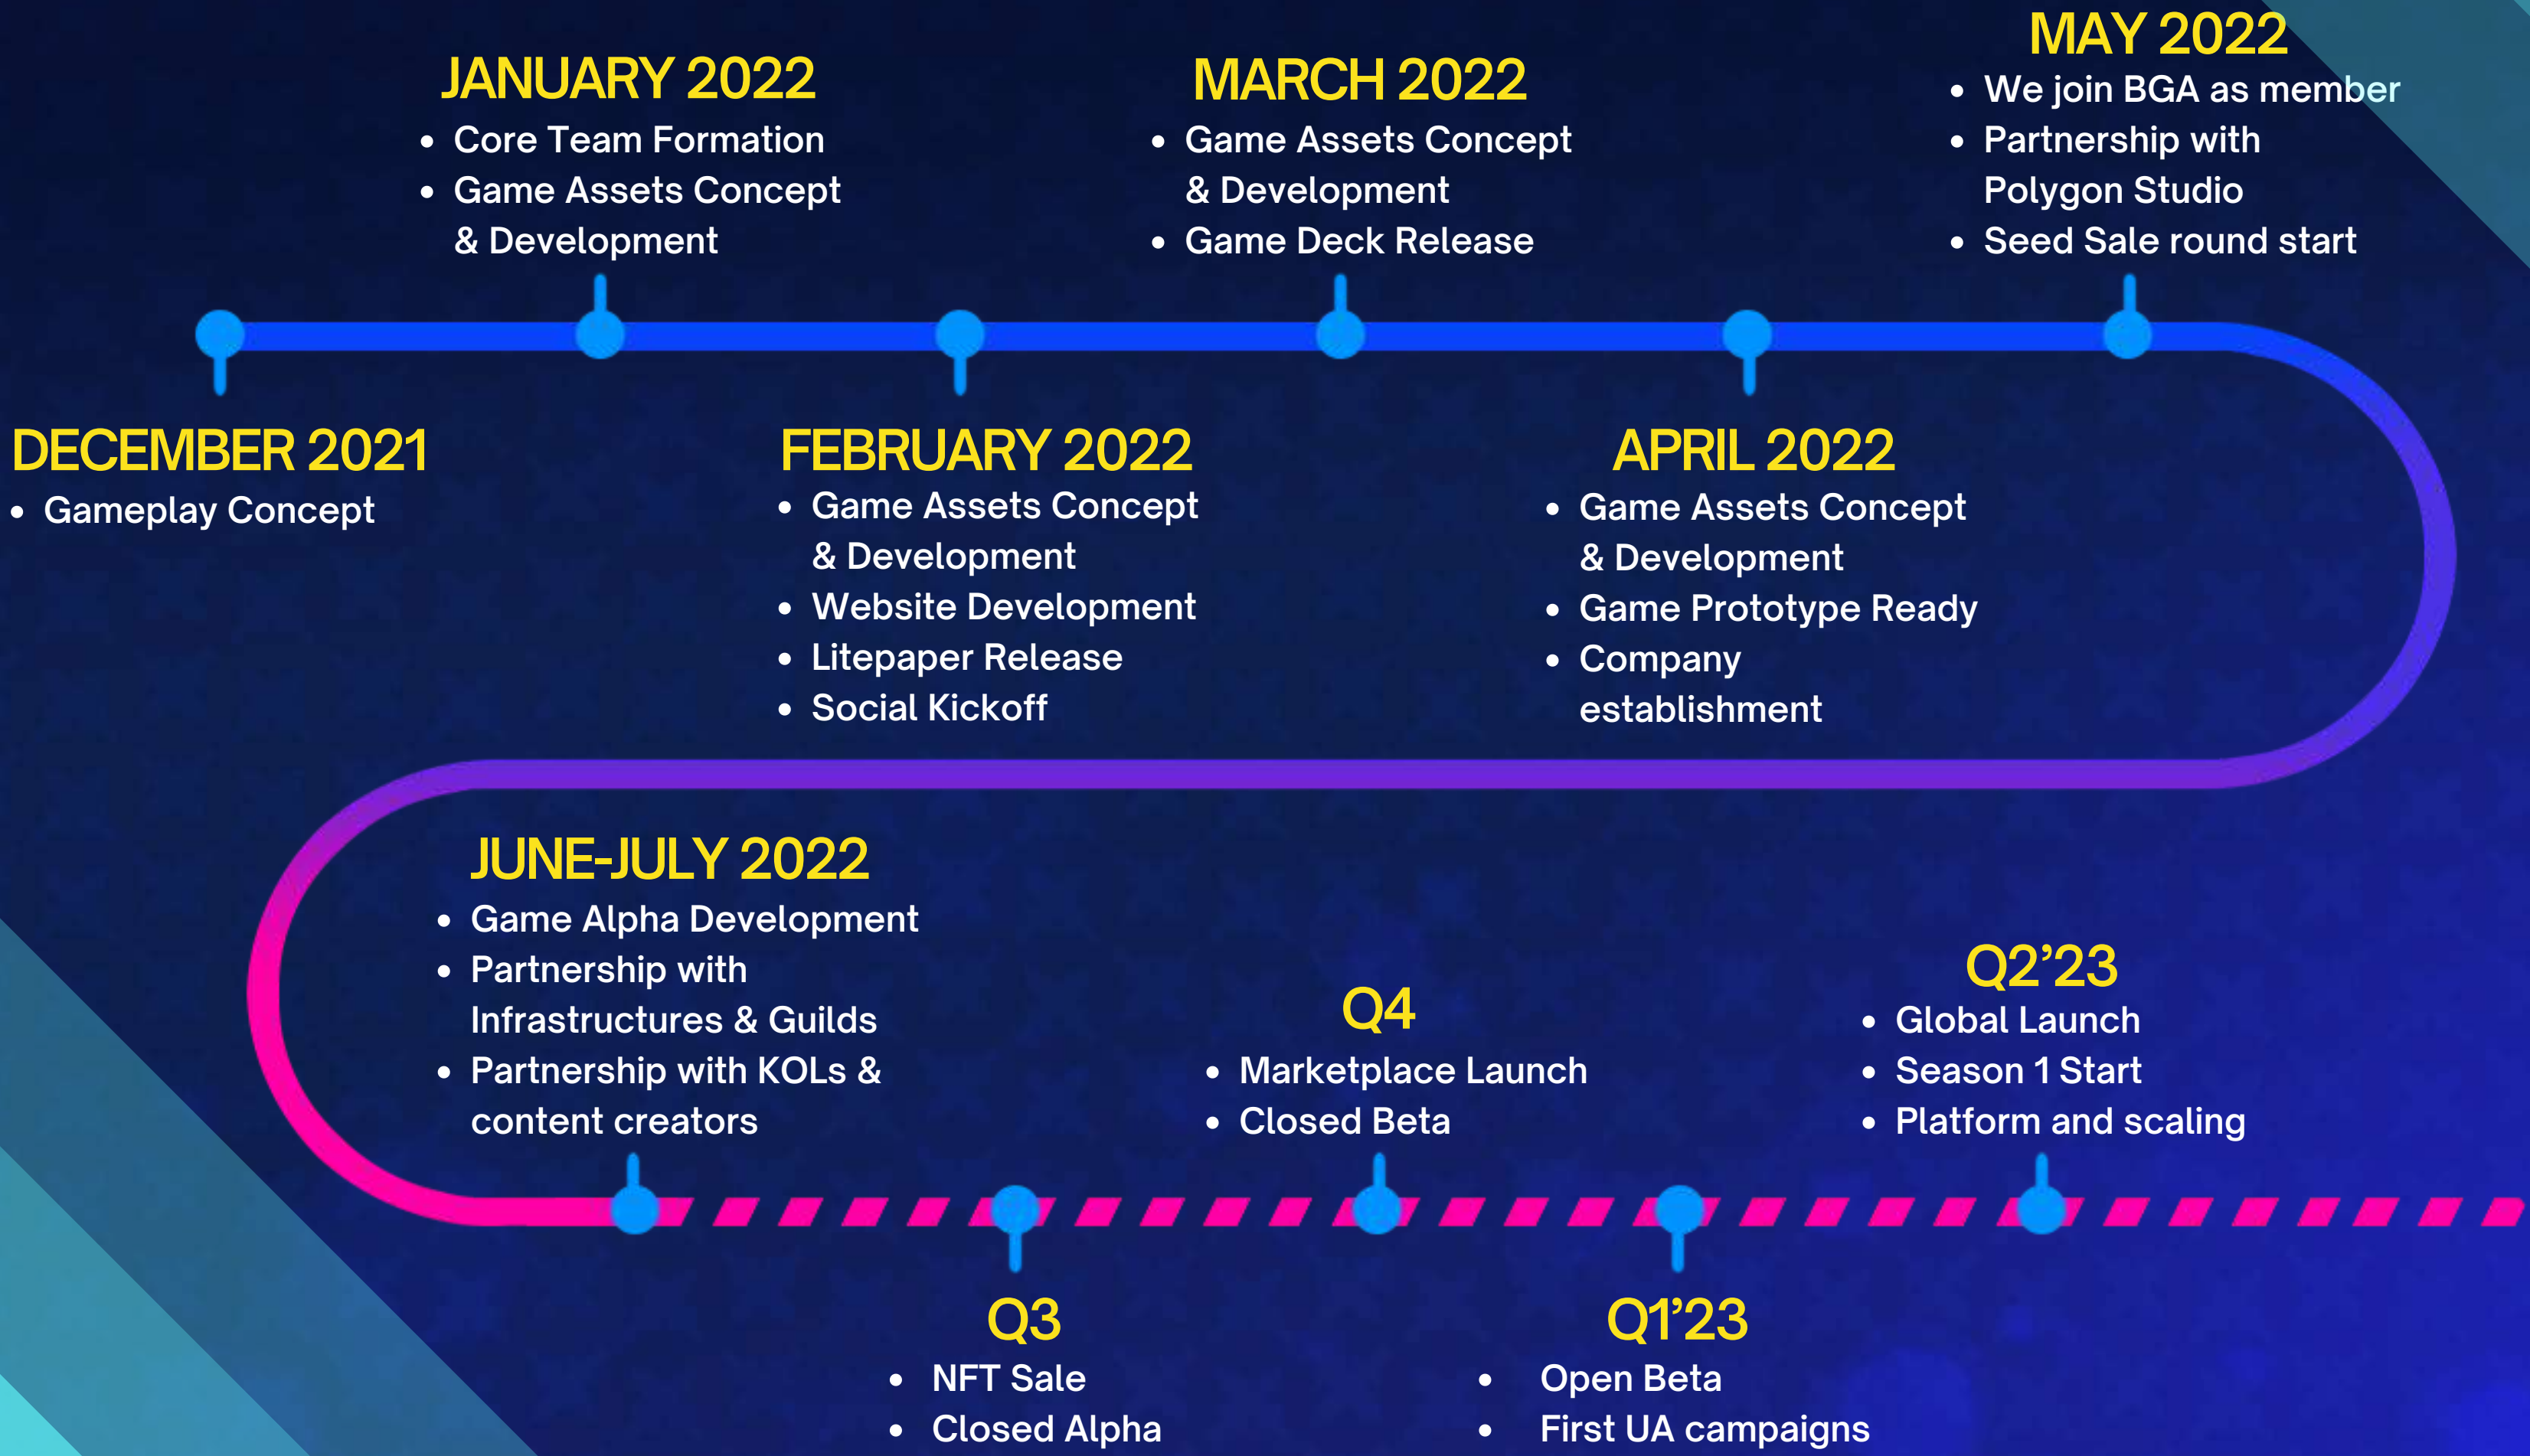 DECEMBER 2021
• Gameplay Concept
JANUARY 2022
• Core Team Formation
• Game Assets Concept
& Development
FEBRUARY 2022
• Game Assets Concept
& Development
• Website Development
• Litepaper Release
• Social Kickoff
MARCH 2022
• Game Assets Concept
& Development
• Game Deck Release
APRIL 2022
• Game Assets Concept
& Development
• Game Prototype Ready
• Company
establishment
MAY 2022
• We join BGA as member
• Partnership with
Polygon Studio
• Seed Sale round start
JUNE-JULY 2022
• Game Alpha Development
• Partnership with
Infrastructures & Guilds
• Partnership with KOLs &
content creators
Q3
• NFT Sale
• Closed Alpha
Q4
• Marketplace Launch
• Closed Beta
Q1’23
• Open Beta
• First UA campaigns
Q2’23
• Global Launch
• Season 1 Start
• Platform and scaling